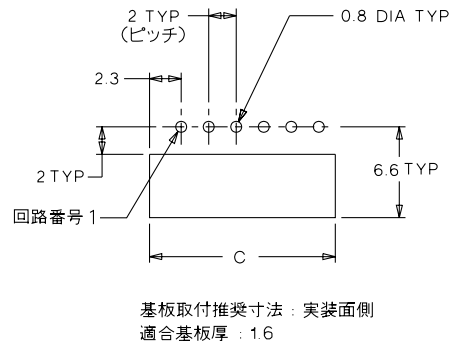 2 TYP
(ピッチ)
0.8 DIA TYP
2.3
2 TYP
6.6 TYP
回路番号 1
C
基板取付推奨寸法 : 実装面側
適合基板厚 : 1.6